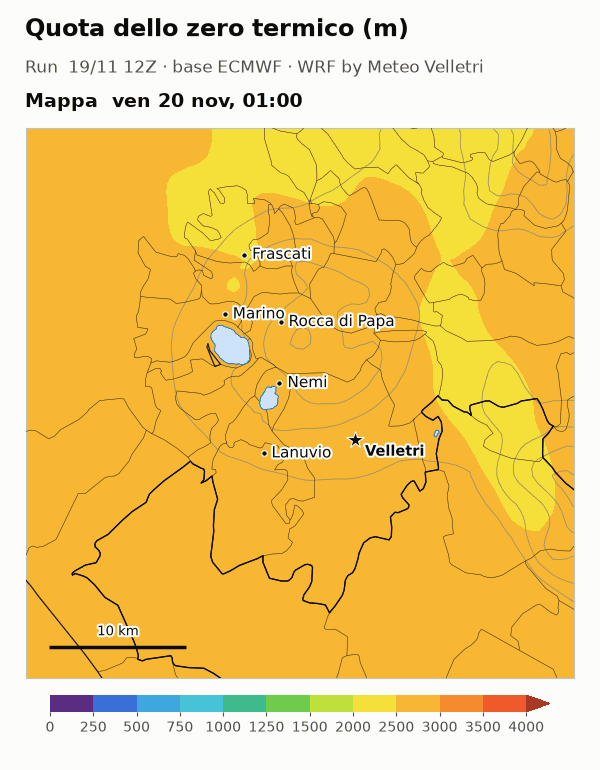 Quota dello zero termico (m)
Run  19/11 12Z · base ECMWF · WRF by Meteo Velletri
Mappa  ven 20 nov, 01:00
Frascati
Marino
Rocca di Papa
Nemi
Velletri
Lanuvio
10 km
0 250 500 750 1000 1250 1500 2000 2500 3000 3500 4000